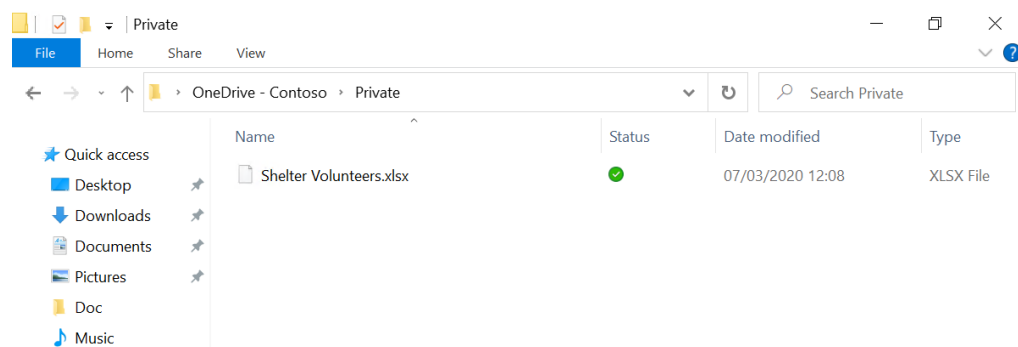 Private
File Home Share View
OneDrive - Contoso › Private
Search Private
Name Status Date modified Type
Quick access
Shelter Volunteers.xlsx 07/03/2020 12:08 XLSX File
Desktop
Downloads
Documents
Pictures
Doc
Music